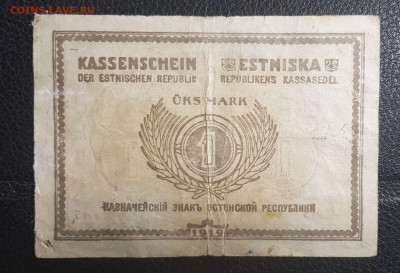 COINS.LAVE.RU
KASSENSCHEIN ESTNISKA
DER ESTNISCHEN REPUBLIK REPUBLIKENS KASSASEDEL
ÜKS MARK
1
КАЗНАЧЕЙСКІЙ ЗНАКЪ ЭСТОНСКОЙ РЕСПУБЛИКИ
1919